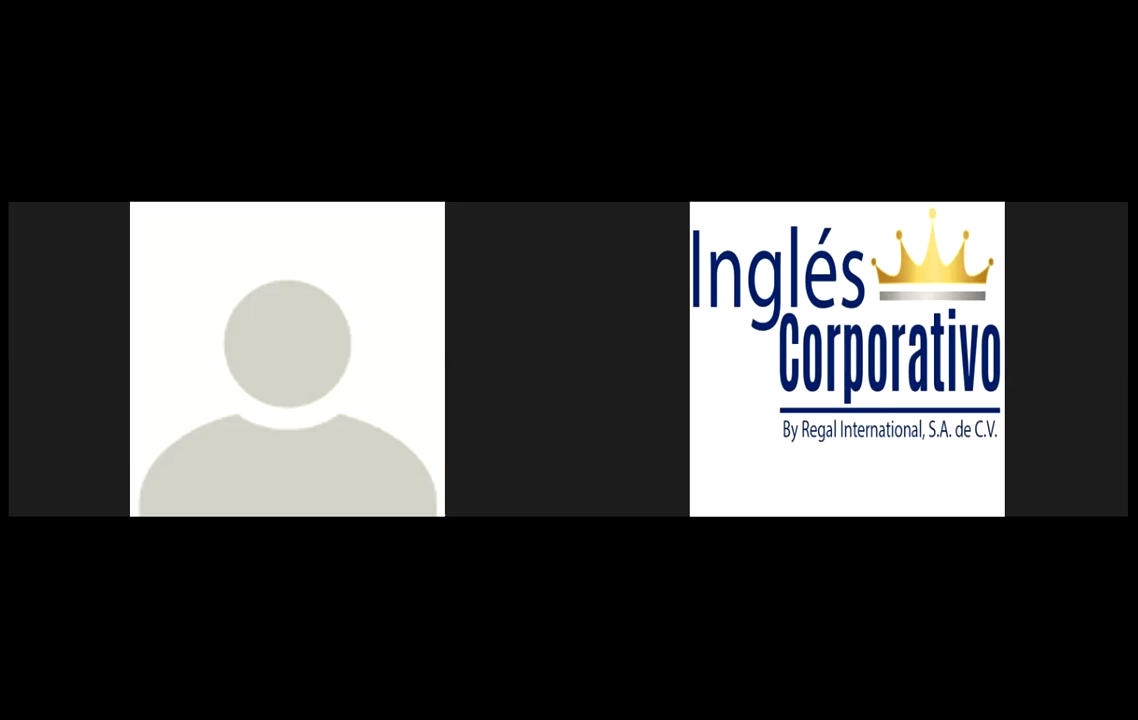 Inglés
Corporativo
By Regal International, S.A. de C.V.